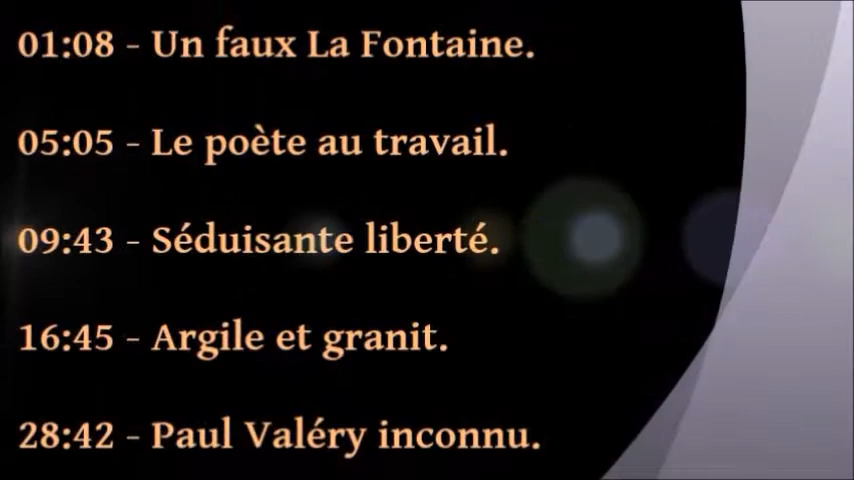 01:08 - Un faux La Fontaine.
05:05 - Le poète au travail.
09:43 - Séduisante liberté.
16:45 - Argile et granit.
28:42 - Paul Valéry inconnu.